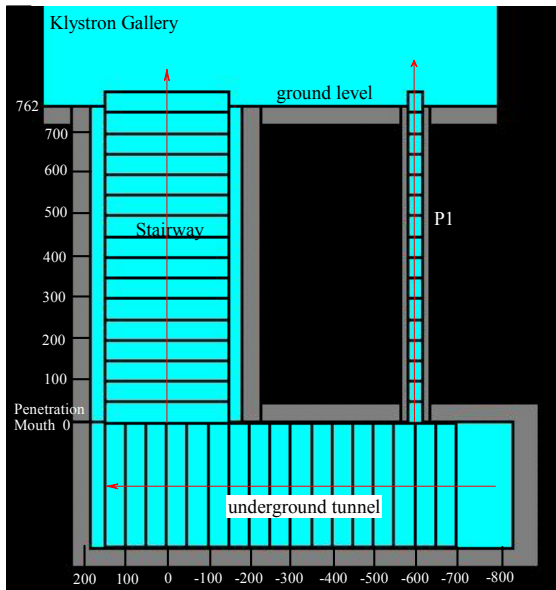 Klystron Gallery
ground level
762
700
600
P1
500
Stairway
400
300
200
100
Penetration
Mouth 0
underground tunnel
200 100 0 -100 -200 -300 -400 -500 -600 -700 -800